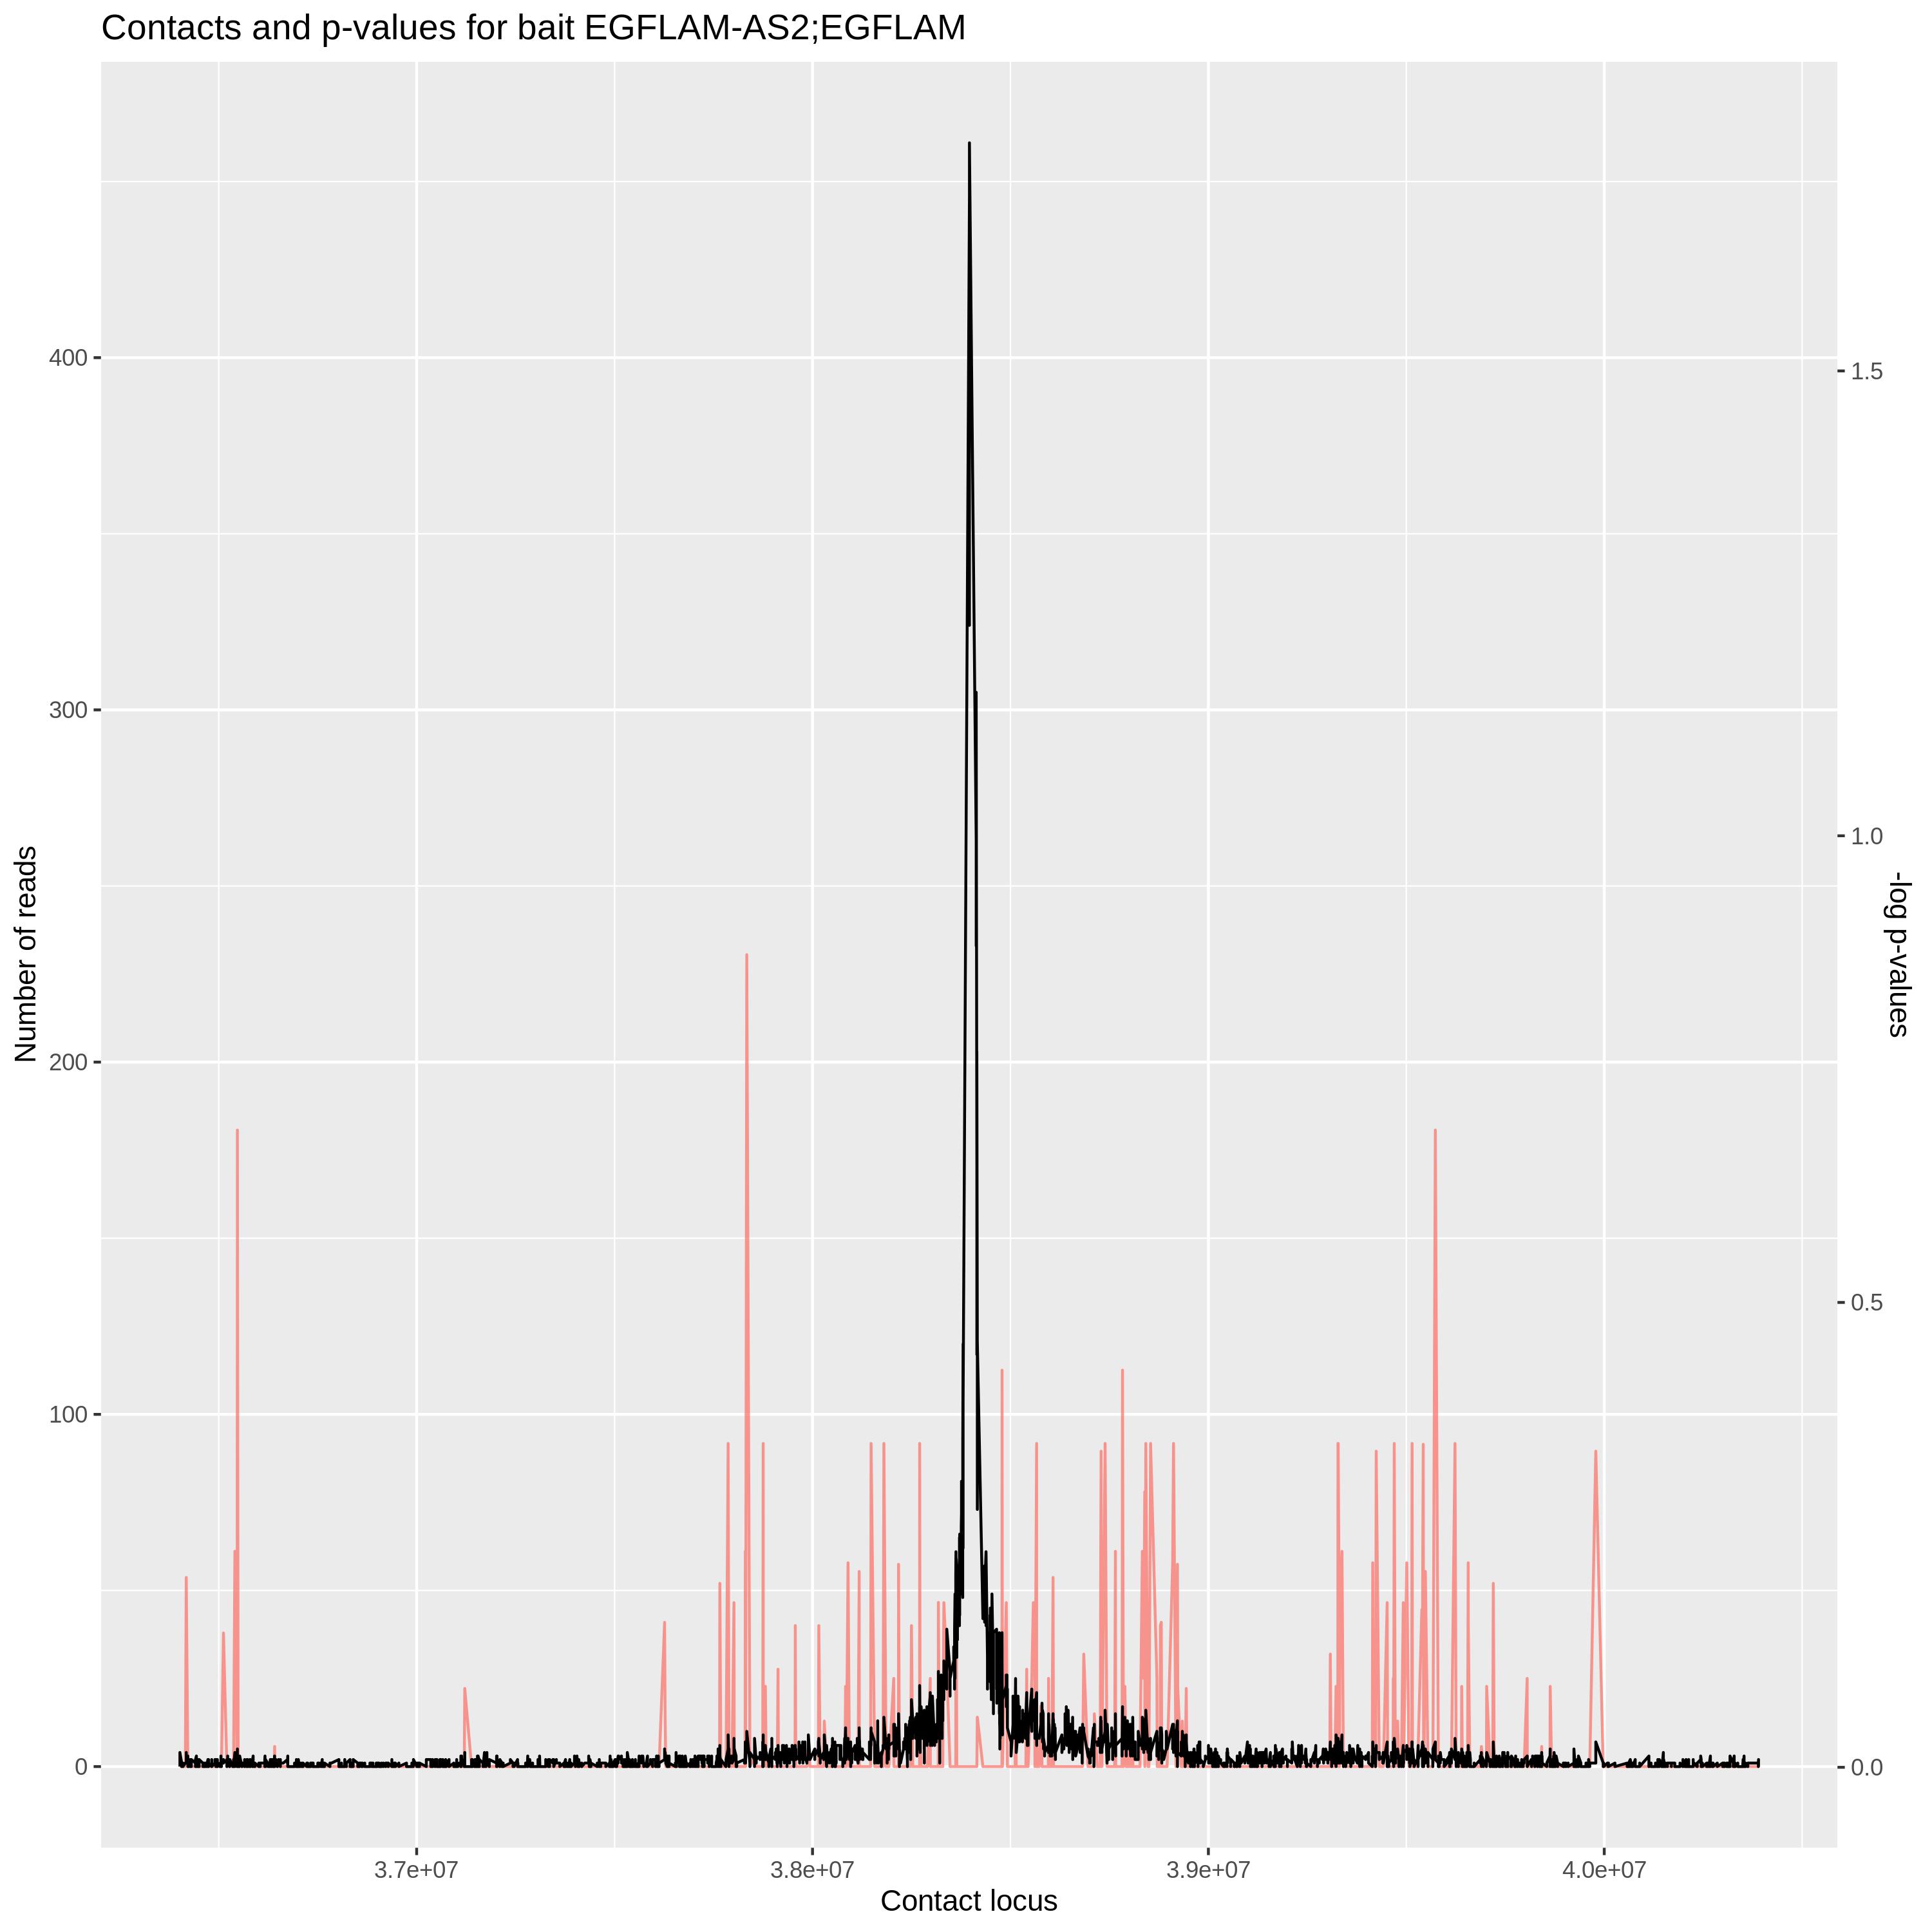 Contacts and p-values for bait EGFLAM-AS2;EGFLAM
Number of reads
400
300
200
100
0
1.5
1.0
0.5
0.0
-log p-values
3.7e+07 3.8e+07 3.9e+07 4.0e+07
Contact locus